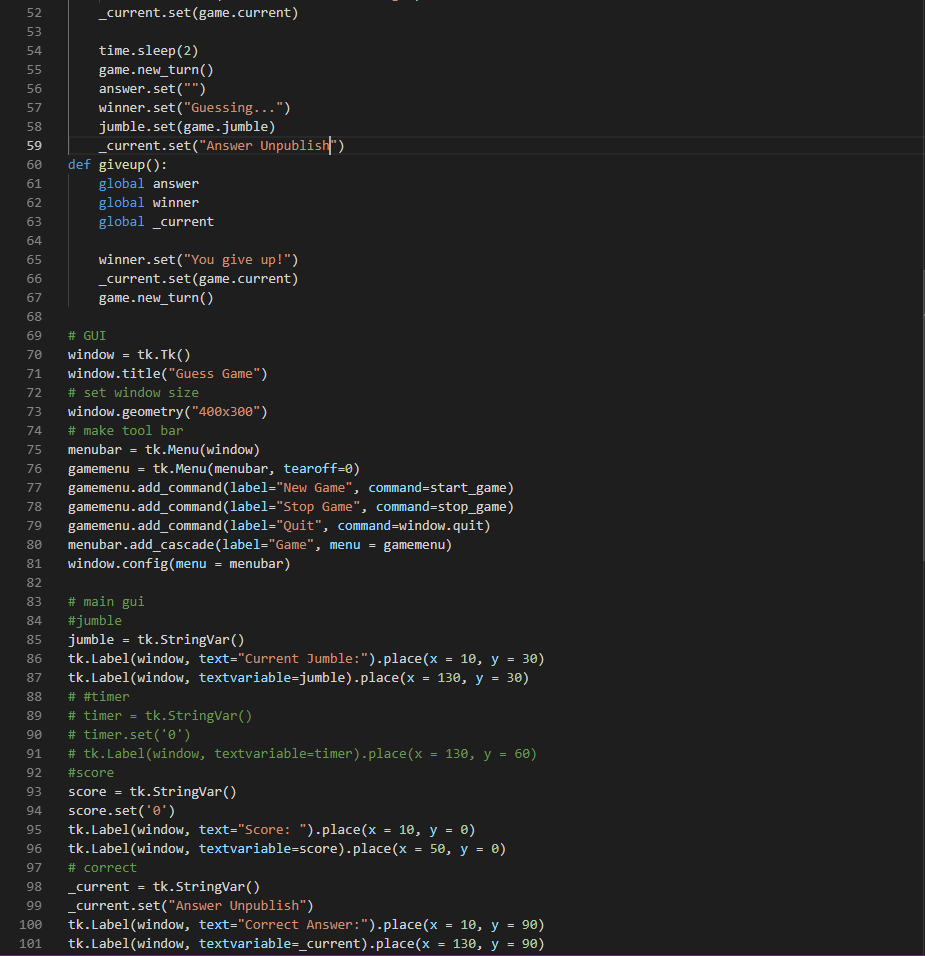 52 _current.set(game.current)
53
54 time.sleep(2)
55 game.new_turn()
56 answer.set("")
57 winner.set("Guessing...")
58 jumble.set(game.jumble)
59 _current.set("Answer Unpublish")
60 def giveup():
61 global answer
62 global winner
63 global _current
64
65 winner.set("You give up!")
66 _current.set(game.current)
67 game.new_turn()
68
69 # GUI
70 window = tk.Tk()
71 window.title("Guess Game")
72 # set window size
73 window.geometry("400x300")
74 # make tool bar
75 menubar = tk.Menu(window)
76 gamemenu = tk.Menu(menubar, tearoff=0)
77 gamemenu.add_command(label="New Game", command=start_game)
78 gamemenu.add_command(label="Stop Game", command=stop_game)
79 gamemenu.add_command(label="Quit", command=window.quit)
80 menubar.add_cascade(label="Game", menu = gamemenu)
81 window.config(menu = menubar)
82
83 # main gui
84 #jumble
85 jumble = tk.StringVar()
86 tk.Label(window, text="Current Jumble:").place(x = 10, y = 30)
87 tk.Label(window, textvariable=jumble).place(x = 130, y = 30)
88 # #timer
89 # timer = tk.StringVar()
90 # timer.set('0')
91 # tk.Label(window, textvariable=timer).place(x = 130, y = 60)
92 #score
93 score = tk.StringVar()
94 score.set('0')
95 tk.Label(window, text="Score: ").place(x = 10, y = 0)
96 tk.Label(window, textvariable=score).place(x = 50, y = 0)
97 # correct
98 _current = tk.StringVar()
99 _current.set("Answer Unpublish")
100 tk.Label(window, text="Correct Answer:").place(x = 10, y = 90)
101 tk.Label(window, textvariable=_current).place(x = 130, y = 90)